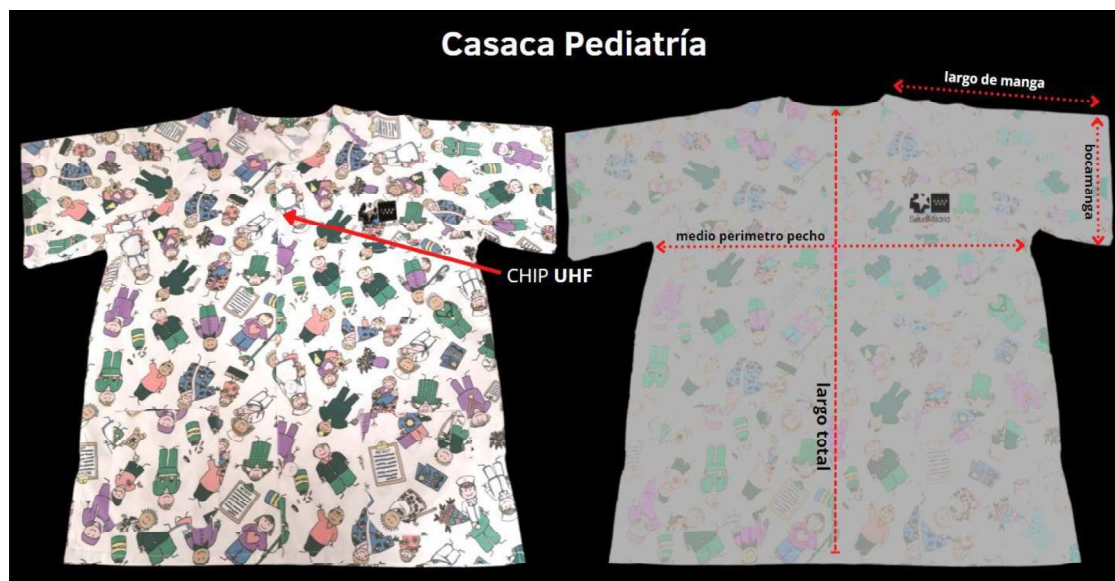 Casaca Pediatría
largo de manga
bocamanga
SaludMadrid
medio perimetro pecho
CHIP UHF
largo total